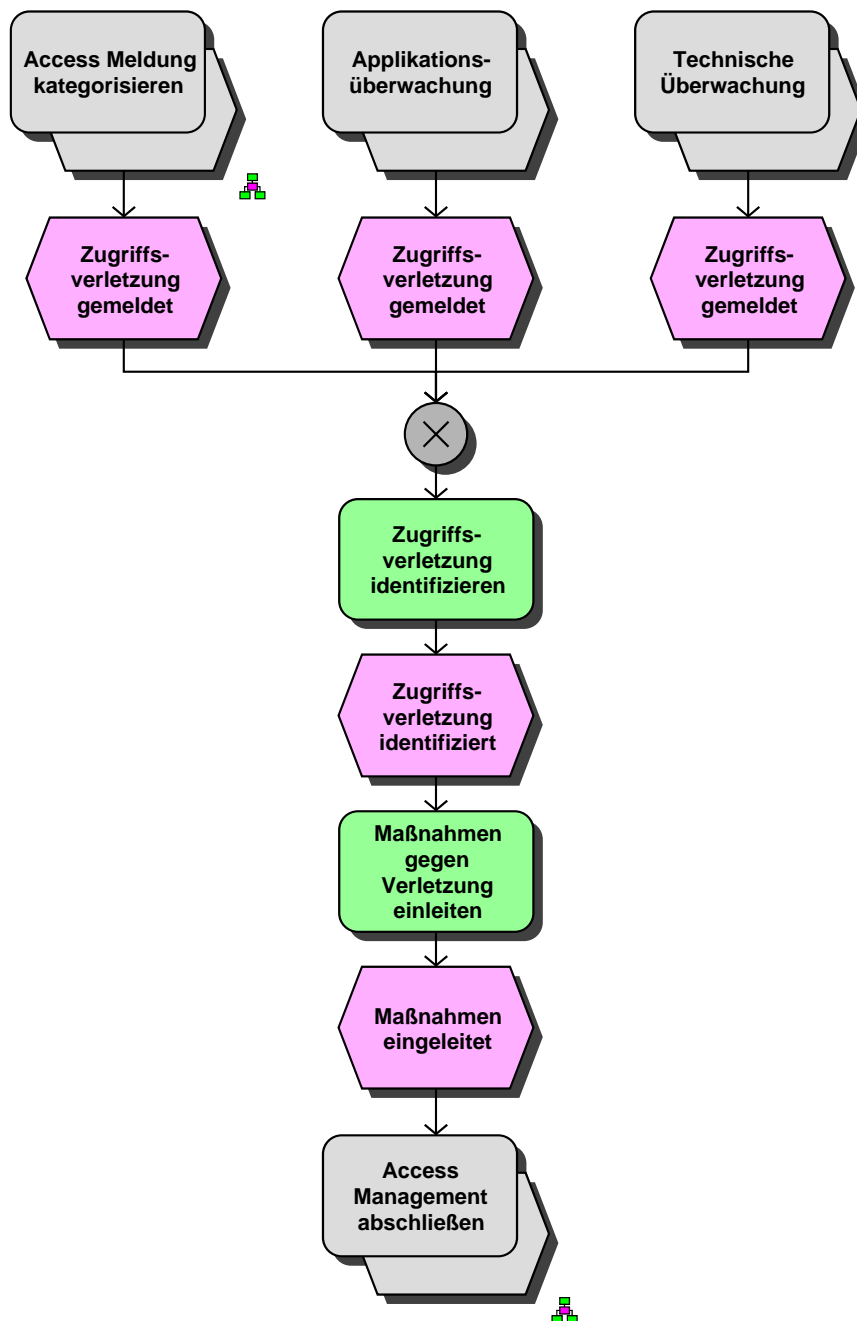 Access Meldung
kategorisieren
Applikations-
überwachung
Technische
Überwachung
Zugriffs-
verletzung
gemeldet
Zugriffs-
verletzung
gemeldet
Zugriffs-
verletzung
gemeldet
Zugriffs-
verletzung
identifizieren
Zugriffs-
verletzung
identifiziert
Maßnahmen
gegen
Verletzung
einleiten
Maßnahmen
eingeleitet
Access
Management
abschließen